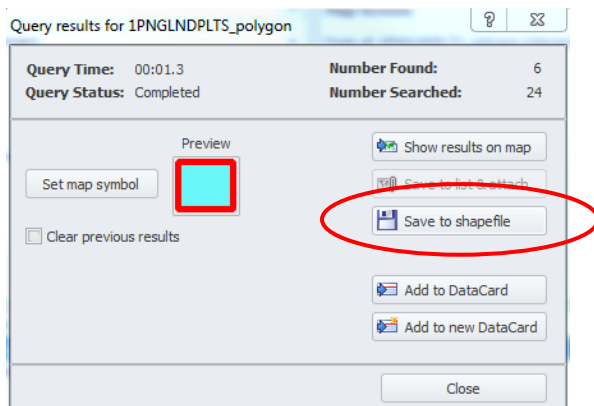 Query results for 1PNGLNDPLTS_polygon
Query Time: 00:01.3
Number Found: 6
Query Status: Completed
Number Searched: 24
Preview
Show results on map
Set map symbol
Save to list & attach
Save to shapefile
Clear previous results
Add to DataCard
Add to new DataCard
Close